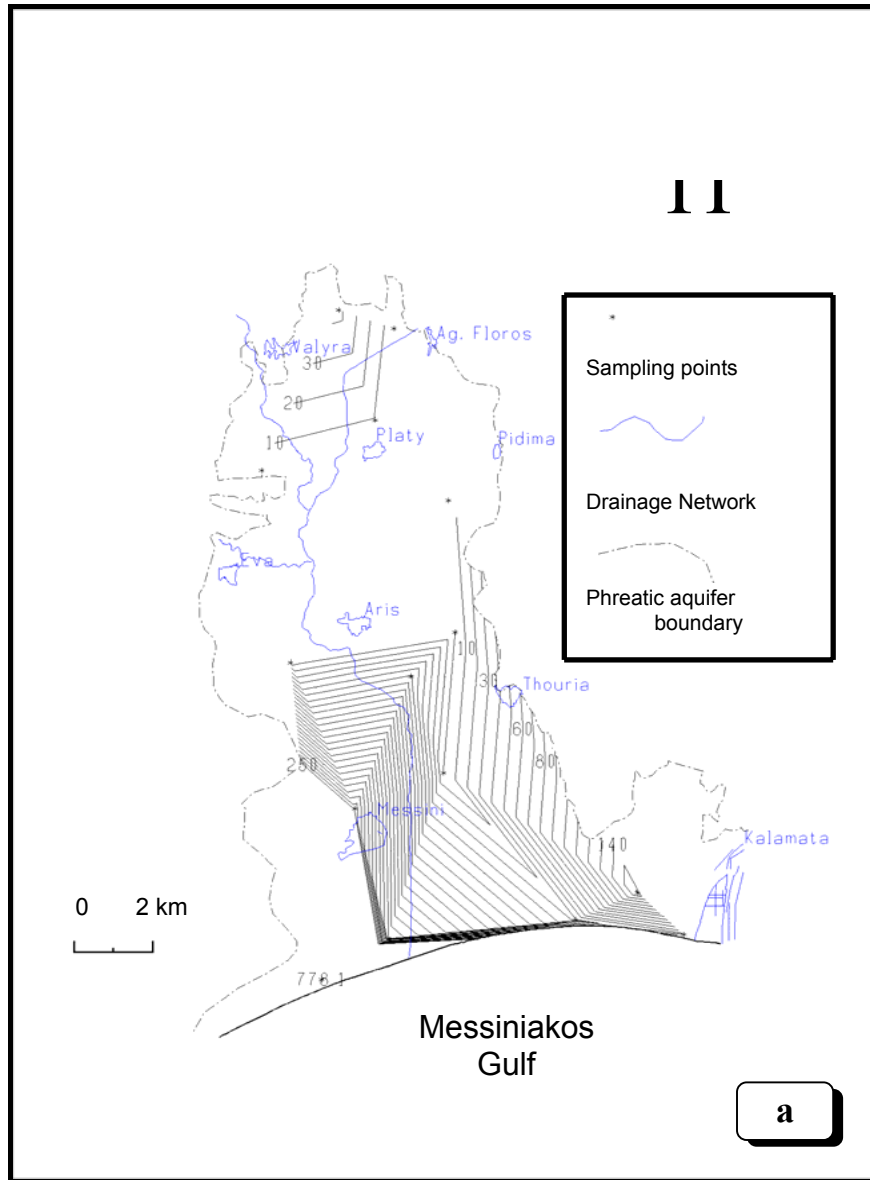 Sampling points
Drainage Network
Phreatic aquifer
boundary
Valyra
Ag. Floros
30
20
10
Platy
Pidima
Eva
Aris
10
30
Thouria
60
80
250
Messini
140
Kalamata
0 2 km
Messiniakos
Gulf
a